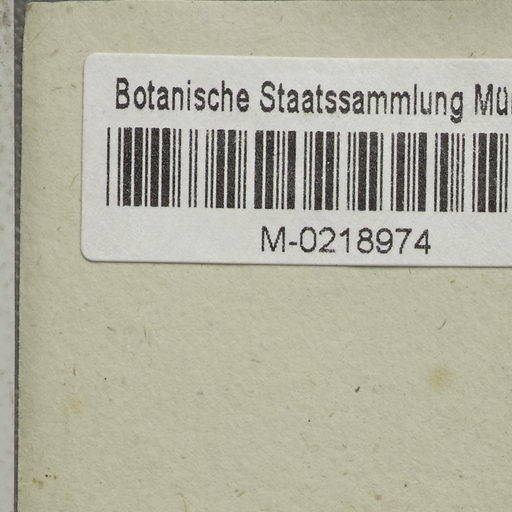 Botanische Staatssammlung Mü
M-0218974